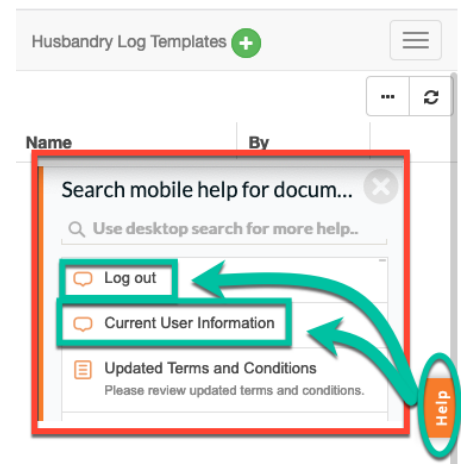 Husbandry Log Templates
Name By
Search mobile help for docum...
Use desktop search for more help..
Log out
Current User Information
Updated Terms and Conditions
Please review updated terms and conditions.
Help